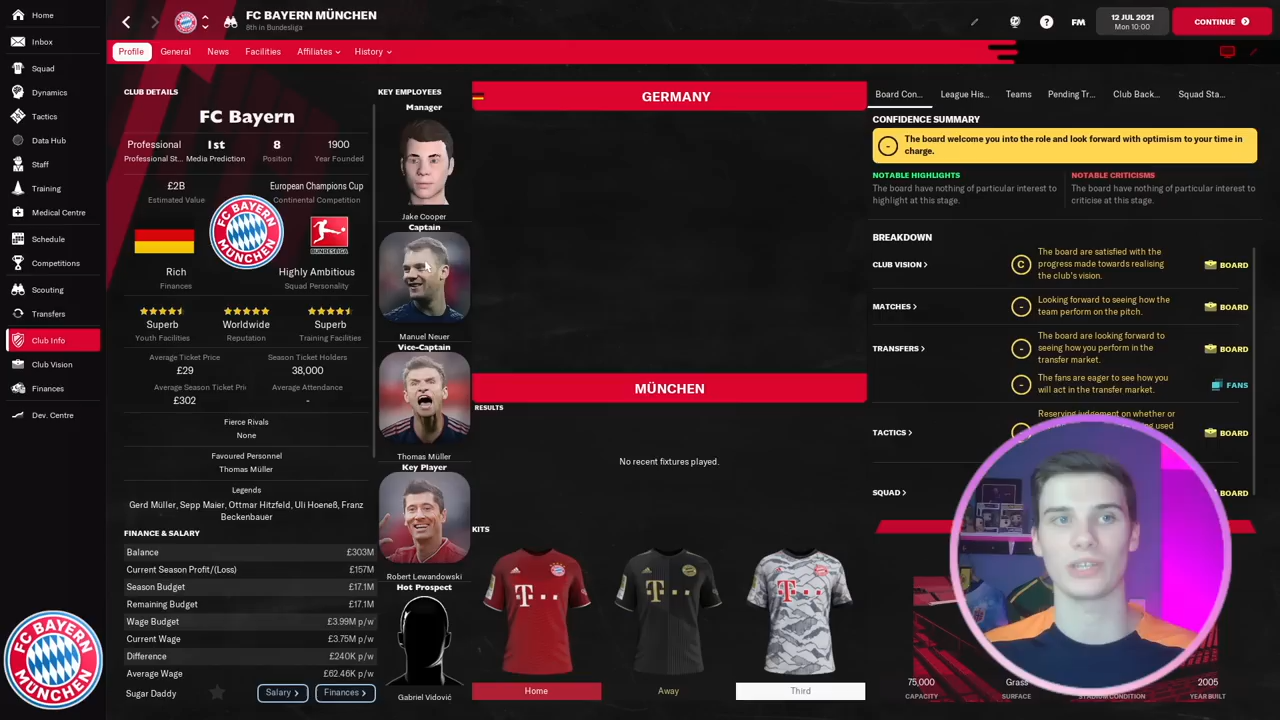 Home
Inbox
Squad
Dynamics
Tactics
Data Hub
Staff
Training
Medical Centre
Schedule
Competitions
Scouting
Transfers
Club Info
Club Vision
Finances
Dev. Centre
FC BAYERN MÜNCHEN
8th in Bundesliga
?
FM
12 JUL 2021
Mon 10:00
CONTINUE
Profile
General
News
Facilities
Affiliates
History
CLUB DETAILS
FC Bayern
Professional
Professional St...
1st
Media Prediction
8
Position
1900
Year Founded
£2B
Estimated Value
European Champions Cup
Continental Competition
FC BAYERN
MÜNCHEN
BUNDESLIGA
Rich
Finances
Highly Ambitious
Squad Personality
Superb
Youth Facilities
Worldwide
Reputation
Superb
Training Facilities
Average Ticket Price
£29
Season Ticket Holders
38,000
Average Season Ticket Pric
£302
Average Attendance
-
Fierce Rivals
None
Favoured Personnel
Thomas Müller
Legends
Gerd Müller, Sepp Maier, Ottmar Hitzfeld, Uli Hoeneß, Franz
Beckenbauer
FINANCE & SALARY
Balance £303M
Current Season Profit/(Loss) £157M
Season Budget £17.1M
Remaining Budget £17.1M
Wage Budget £3.99M p/w
Current Wage £3.75M p/w
Difference £240K p/w
Average Wage £62.46K p/w
Sugar Daddy
Salary
Finances
KEY EMPLOYEES
Manager
Jake Cooper
Captain
Manuel Neuer
Vice-Captain
Thomas Müller
Key Player
Robert Lewandowski
Hot Prospect
Gabriel Vidović
GERMANY
MÜNCHEN
RESULTS
No recent fixtures played.
KITS
Home
Away
Third
Board Con...
League His...
Teams
Pending Tr...
Club Back...
Squad Sta...
CONFIDENCE SUMMARY
The board welcome you into the role and look forward with optimism to your time in
charge.
NOTABLE HIGHLIGHTS
The board have nothing of particular interest to
highlight at this stage.
NOTABLE CRITICISMS
The board have nothing of particular interest to
criticise at this stage.
BREAKDOWN
CLUB VISION
C
The board are satisfied with the
progress made towards realising
the club's vision.
BOARD
MATCHES
-
Looking forward to seeing how the
team perform on the pitch.
BOARD
TRANSFERS
-
The board are looking forward to
seeing how you perform in the
transfer market.
BOARD
-
The fans are eager to see how you
will act in the transfer market.
FANS
TACTICS
Reserving judgement on whether or
used
BOARD
SQUAD
BOARD
75,000
CAPACITY
Grass
SURFACE
STADIUM CONDITION
2005
YEAR BUILT
FC BAYERN
MÜNCHEN